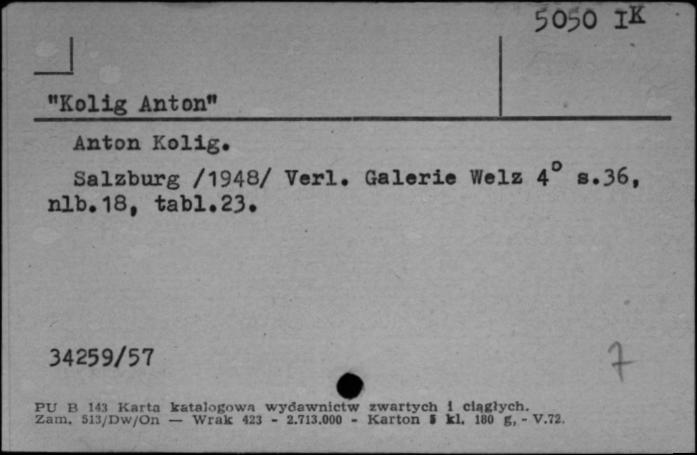 5050 IK
"Kolig Anton"
Anton Kolig.
Salzburg /1948/ Verl. Galerie Welz 4° s.36,
nlb.18, tabl.23.
34259/57
7
PU B 143 Karta katalogowa wydawnictw zwartych i ciągłych.
Zam. 513/Dw/On — Wrak 423 - 2.713.000 - Karton 5 kl. 180 g, - V.72.